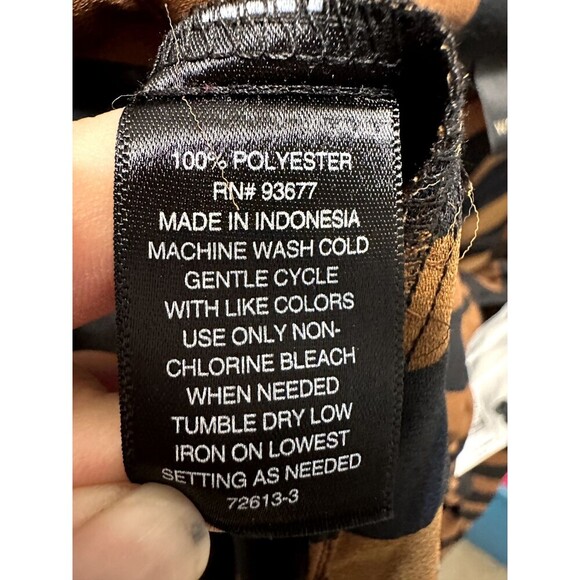 100% POLYESTER
RN# 93677
MADE IN INDONESIA
MACHINE WASH COLD
GENTLE CYCLE
WITH LIKE COLORS
USE ONLY NON-
CHLORINE BLEACH
WHEN NEEDED
TUMBLE DRY LOW
IRON ON LOWEST
SETTING AS NEEDED
72613-3